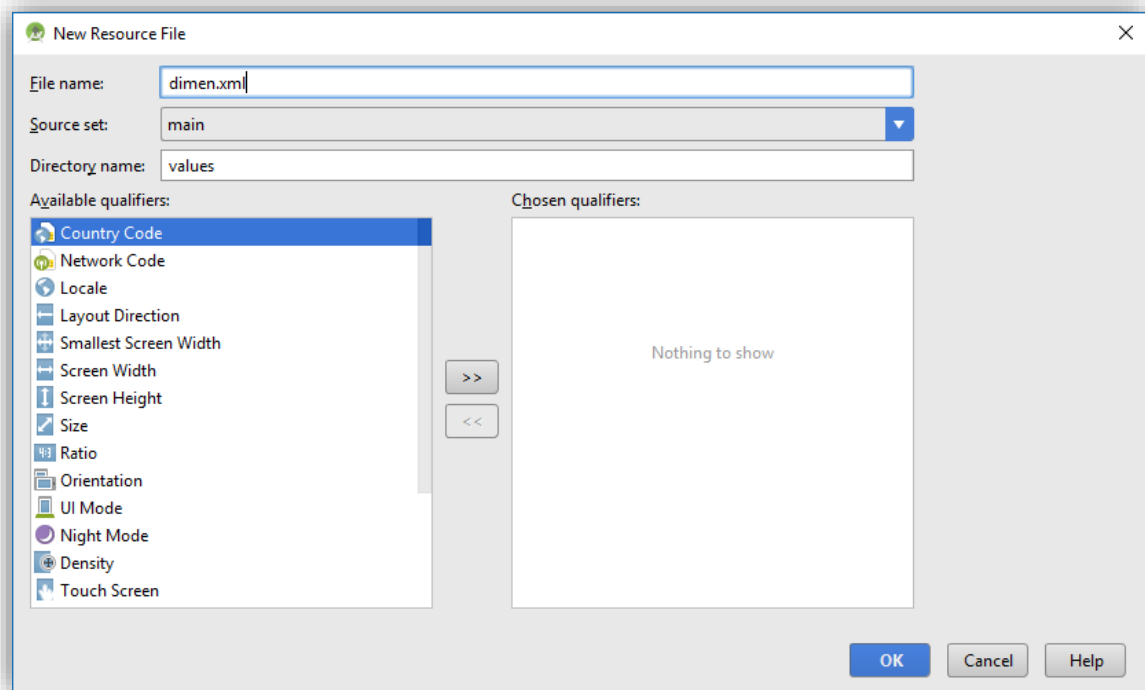 New Resource File
File name:
dimen.xml
Source set:
main
Directory name:
values
Available qualifiers:
Chosen qualifiers:
Country Code
Network Code
Locale
Layout Direction
Smallest Screen Width
Screen Width
Screen Height
Size
4:3 Ratio
Orientation
UI Mode
Night Mode
Density
Touch Screen
>>
<<
Nothing to show
OK
Cancel
Help